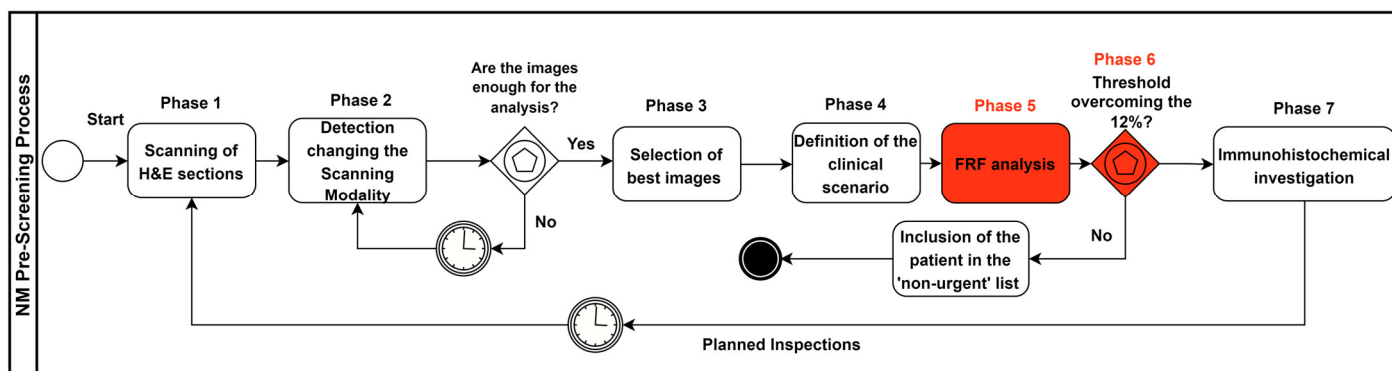 NM Pre-Screening Process
Start
Phase 1
Scanning of
H&E sections
Phase 2
Detection
changing the
Scanning
Modality
Are the images
enough for the
analysis?
Yes
No
Phase 3
Selection of
best images
Phase 4
Definition of the
clinical
scenario
Phase 5
FRF analysis
Phase 6
Threshold
overcoming the
12%?
No
Inclusion of the
patient in the
'non-urgent' list
Phase 7
Immunohistochemical
investigation
Planned Inspections